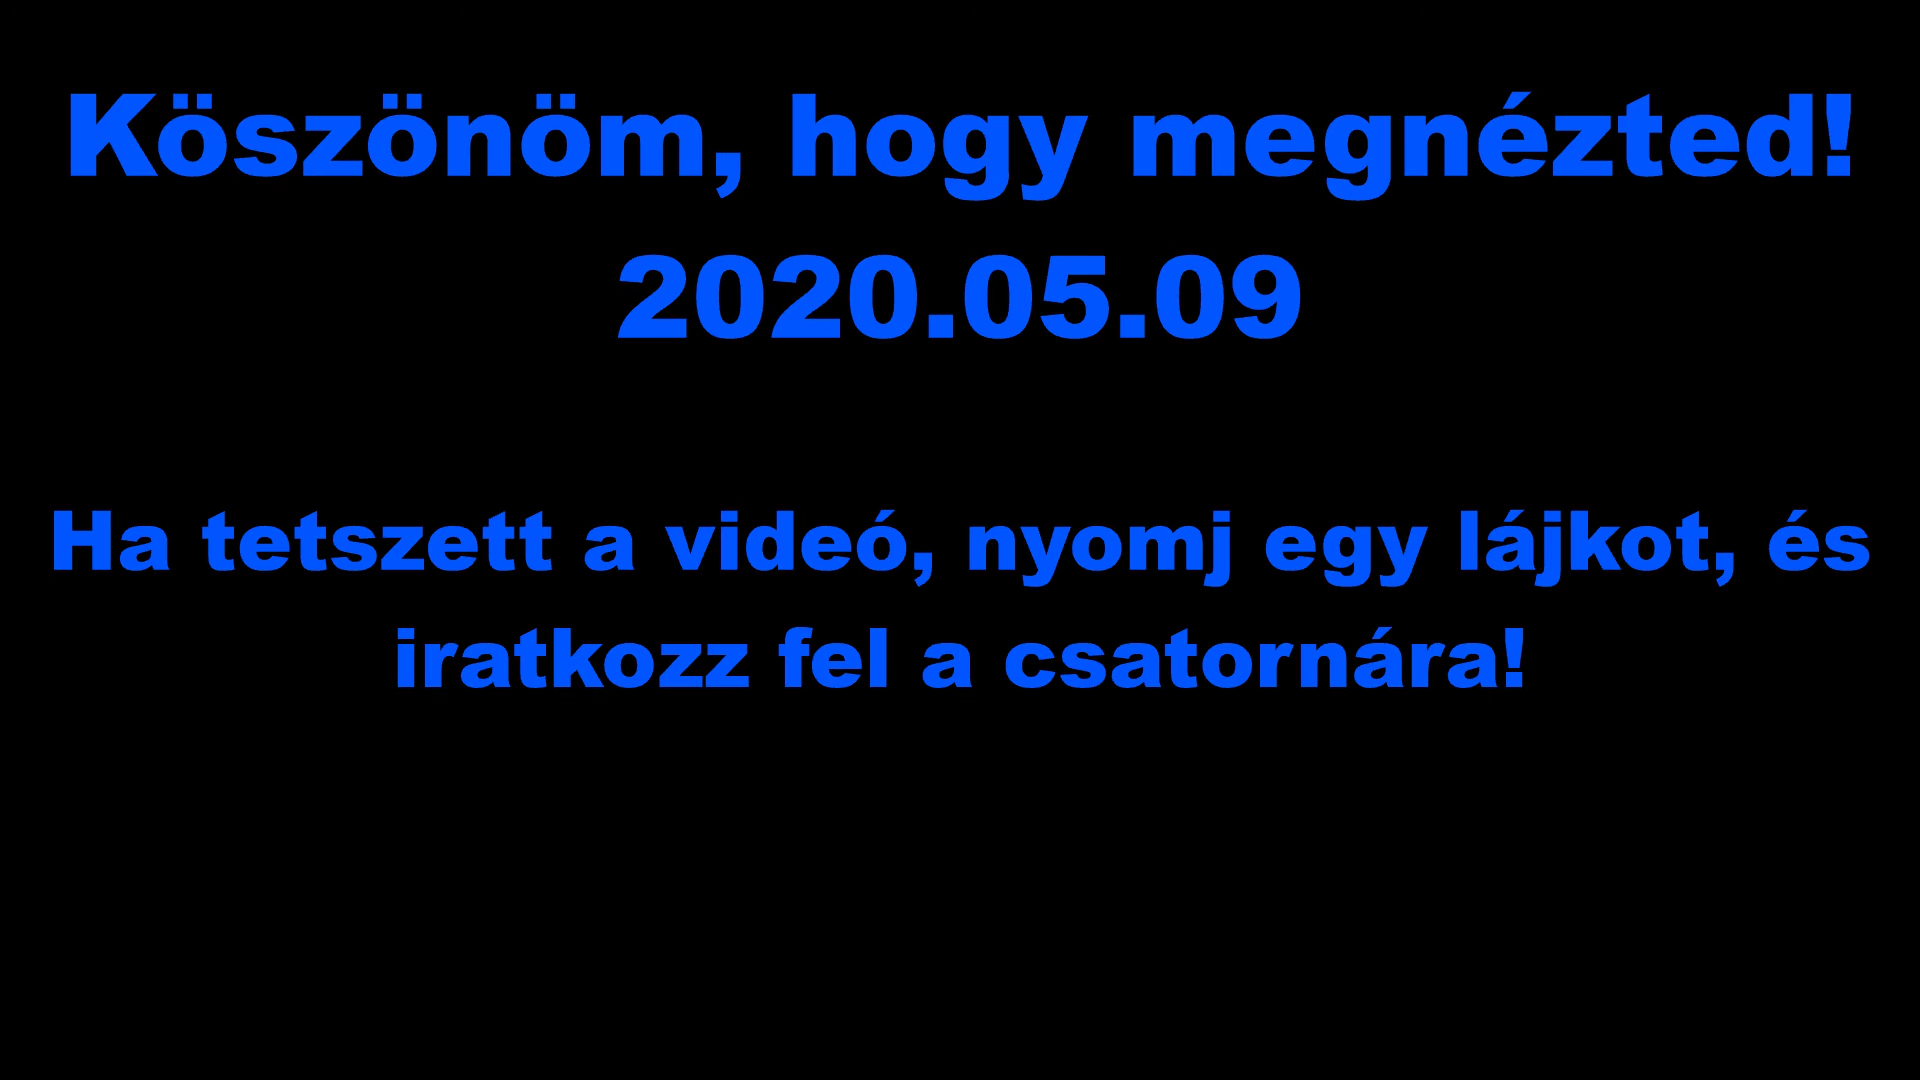 Köszönöm, hogy megnézted!
2020.05.09
Ha tetszett a videó, nyomj egy lájkot, és
iratkozz fel a csatornára!